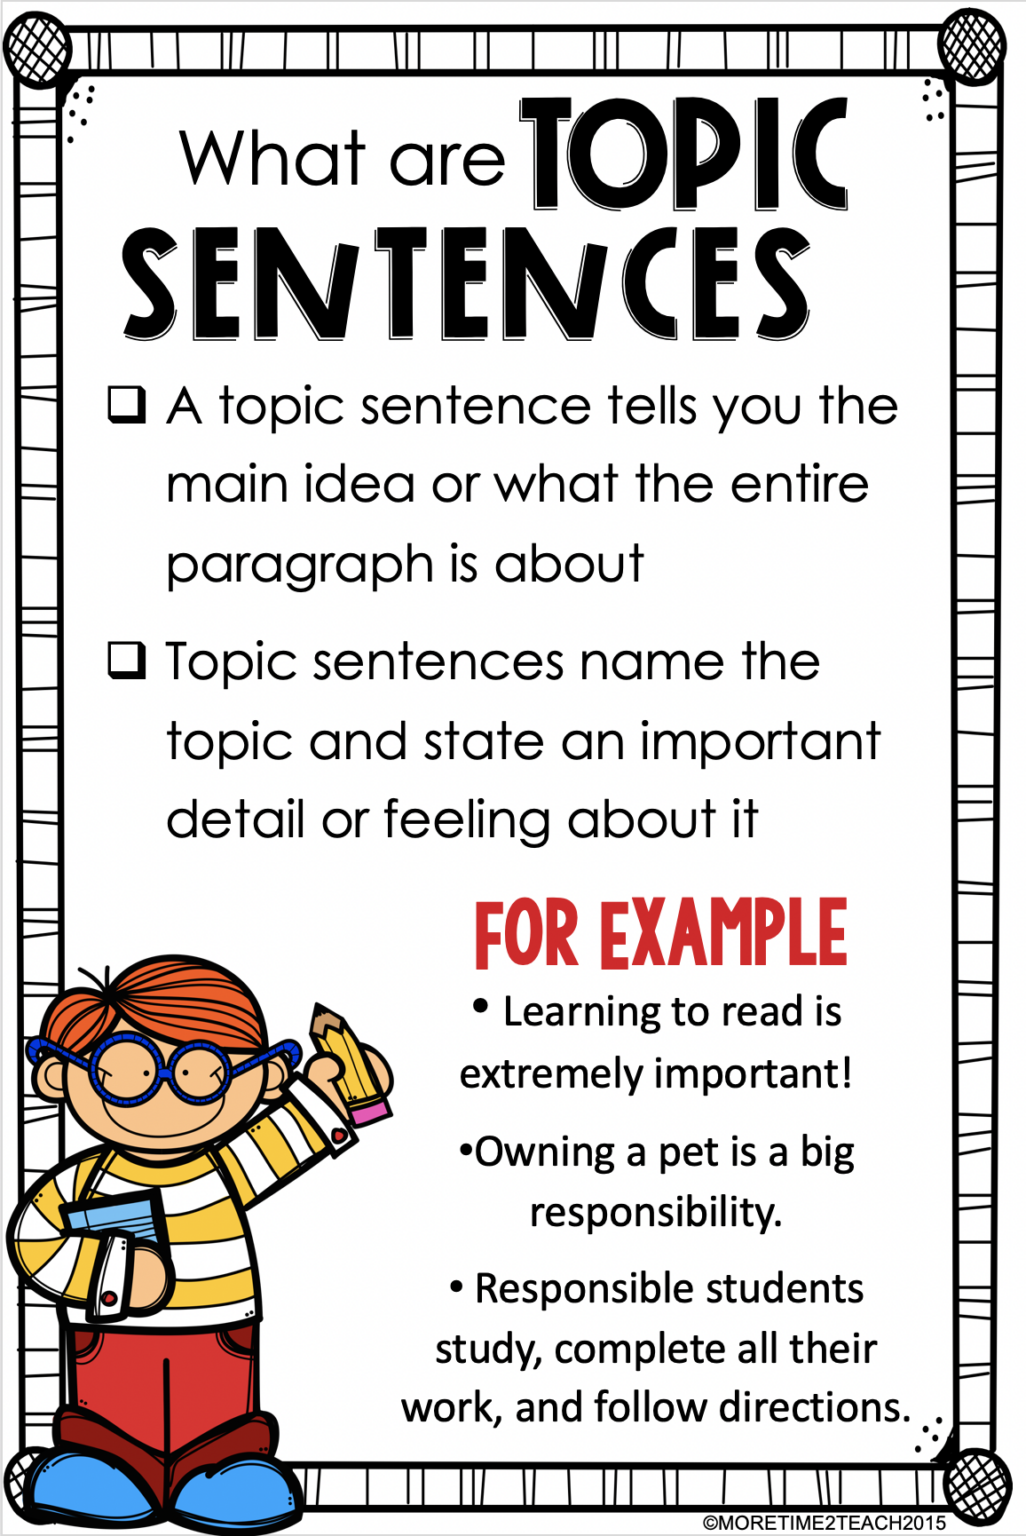 What are TOPIC
SENTENCES
❑ A topic sentence tells you the
main idea or what the entire
paragraph is about
❑ Topic sentences name the
topic and state an important
detail or feeling about it
FOR EXAMPLE
• Learning to read is
extremely important!
•Owning a pet is a big
responsibility.
• Responsible students
study, complete all their
work, and follow directions.
©MORETIME2TEACH2015